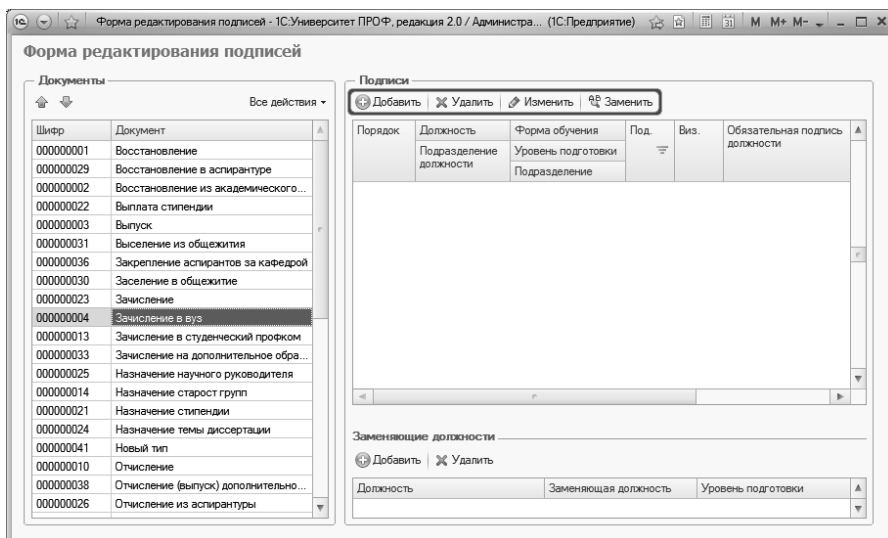 1С Форма редактирования подписей - 1С:Университет ПРОФ, редакция 2.0 / Администра... (1С:Предприятие) 31 M M+ M-
Форма редактирования подписей
Документы
Все действия
Шифр Документ
000000001 Восстановление
000000029 Восстановление в аспирантуре
000000002 Восстановление из академического...
000000022 Выплата стипендии
000000003 Выпуск
000000031 Выселение из общежития
000000036 Закрепление аспирантов за кафедрой
000000030 Заселение в общежитие
000000023 Зачисление
000000004 Зачисление в вуз
000000013 Зачисление в студенческий профком
000000033 Зачисление на дополнительное обра...
000000025 Назначение научного руководителя
000000014 Назначение старост групп
000000021 Назначение стипендии
000000024 Назначение темы диссертации
000000041 Новый тип
000000010 Отчисление
000000038 Отчисление (выпуск) дополнительно...
000000026 Отчисление из аспирантуры
Подписи
Добавить Удалить Изменить Заменить
Порядок Должность Форма обучения Под. Виз. Обязательная подпись должности
Подразделение должности Уровень подготовки
Подразделение
Заменяющие должности
Добавить Удалить
Должность Заменяющая должность Уровень подготовки